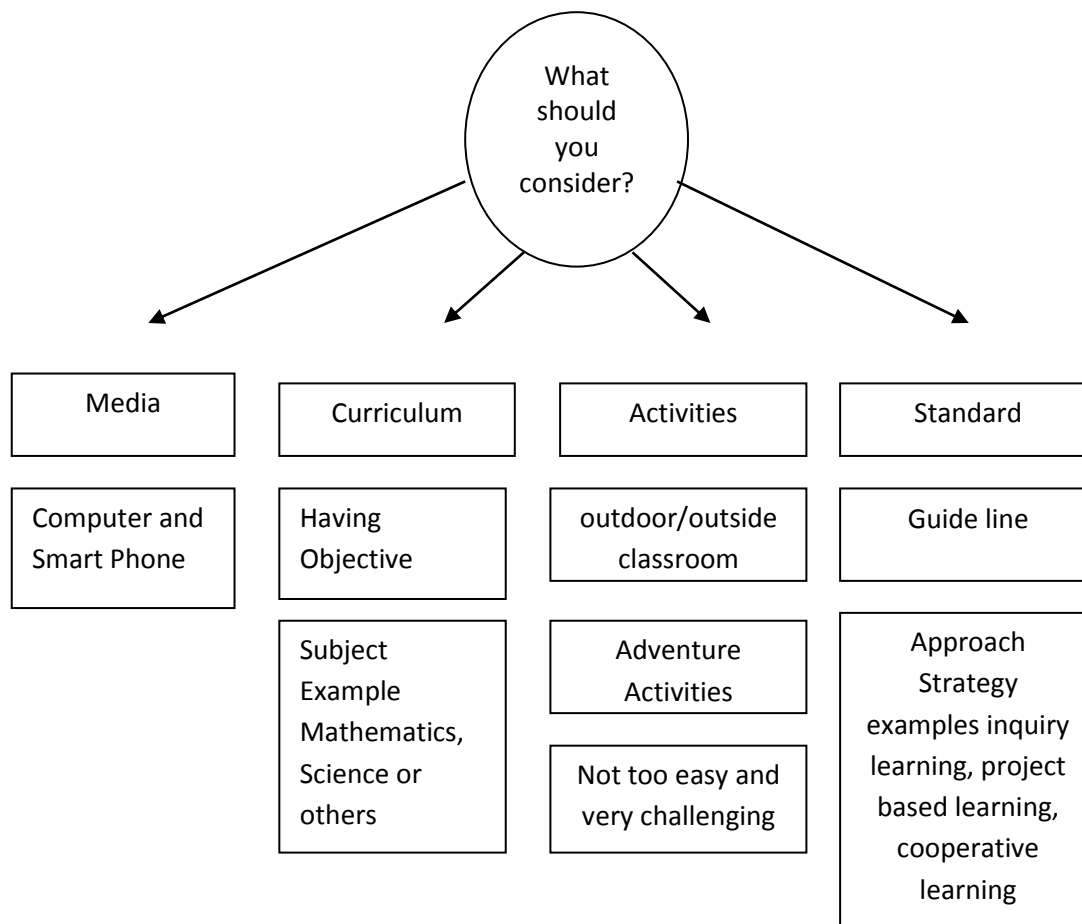 What
should
you
consider?
Media
Curriculum
Activities
Standard
Computer and
Smart Phone
Having
Objective
outdoor/outside
classroom
Guide line
Subject
Example
Mathematics,
Science or
others
Adventure
Activities
Not too easy and
very challenging
Approach
Strategy
examples inquiry
learning, project
based learning,
cooperative
learning